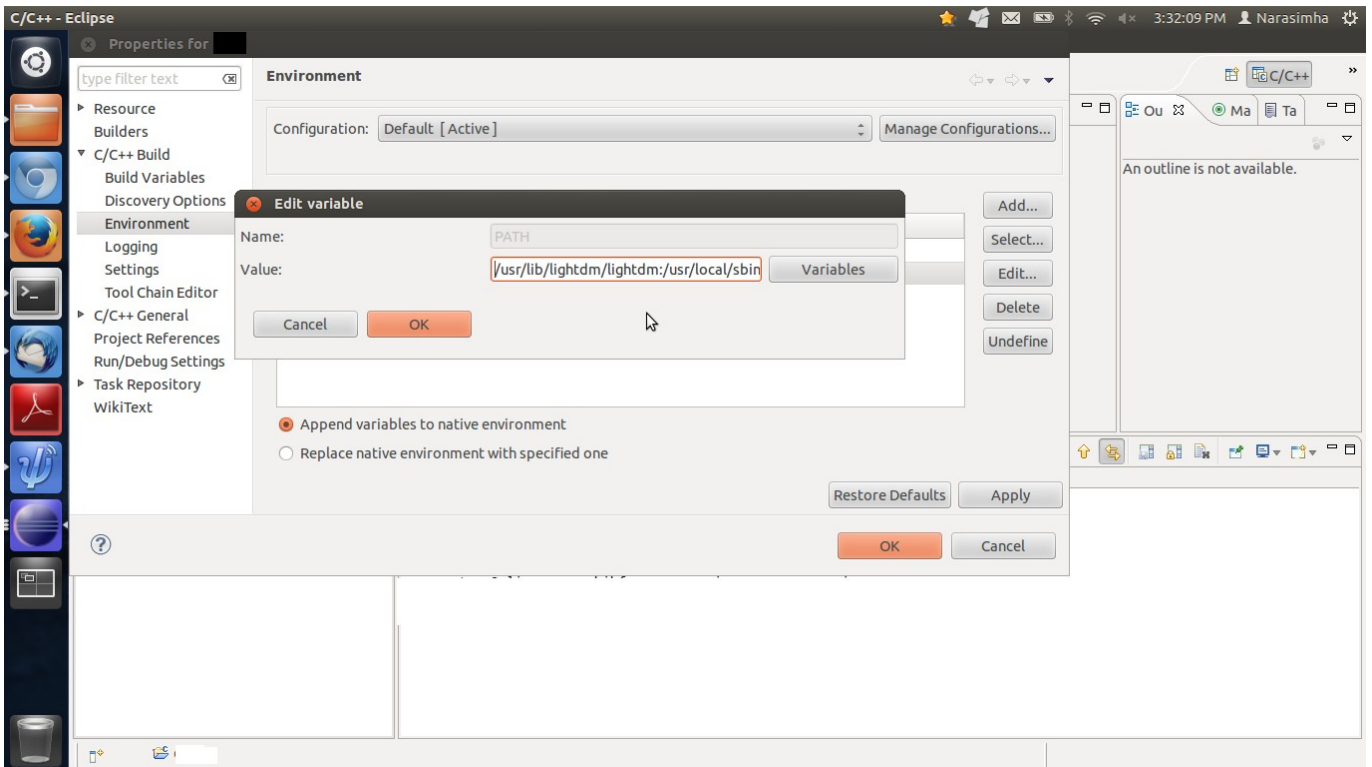 C/C++ - Eclipse
3:32:09 PM Narasimha
Properties for
type filter text
Resource
Builders
C/C++ Build
Build Variables
Discovery Options
Environment
Logging
Settings
Tool Chain Editor
C/C++ General
Project References
Run/Debug Settings
Task Repository
WikiText
Environment
Configuration: Default [Active] Manage Configurations...
Add...
Select...
Edit...
Delete
Undefine
Edit variable
Name: PATH
Value: /usr/lib/lightdm/lightdm:/usr/local/sbin Variables
Cancel OK
Append variables to native environment
Replace native environment with specified one
Restore Defaults Apply
OK Cancel
C/C++ »
Ou Ma Ta
An outline is not available.